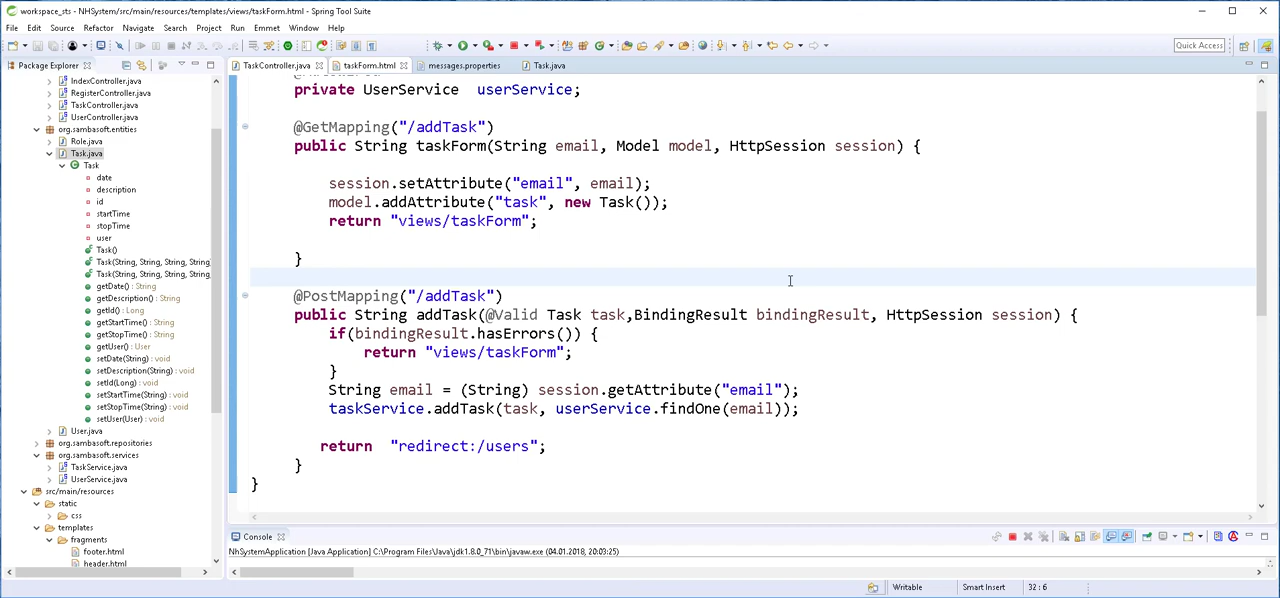 workspace_sts - NHSystem/src/main/resources/templates/views/taskForm.html - Spring Tool Suite
File Edit Source Refactor Navigate Search Project Run Emmet Window Help
Quick Access
Package Explorer
TaskController.java taskForm.html messages.properties Task.java
IndexController.java
RegisterController.java
TaskController.java
UserController.java
org.sambasoft.entities
Role.java
Task.java
Task
date
description
id
startTime
stopTime
user
Task()
Task(String, String, String, String)
Task(String, String, String, String,
getDate() : String
getDescription() : String
getId() : Long
getStartTime() : String
getStopTime() : String
getUser() : User
setDate(String) : void
setDescription(String) : void
setId(Long) : void
setStartTime(String) : void
setStopTime(String) : void
setUser(User) : void
User.java
org.sambasoft.repositories
org.sambasoft.services
TaskService.java
UserService.java
src/main/resources
static
css
templates
fragments
footer.html
header.html
private UserService userService;
@GetMapping("/addTask")
public String taskForm(String email, Model model, HttpSession session) {
session.setAttribute("email", email);
model.addAttribute("task", new Task());
return "views/taskForm";
}
@PostMapping("/addTask")
public String addTask(@Valid Task task,BindingResult bindingResult, HttpSession session) {
if(bindingResult.hasErrors()) {
return "views/taskForm";
}
String email = (String) session.getAttribute("email");
taskService.addTask(task, userService.findOne(email));
return "redirect:/users";
}
}
Console
NhSystemApplication [Java Application] C:\Program Files\Java\jdk1.8.0_71\bin\javaw.exe (04.01.2018, 20:03:25)
Writable Smart Insert 32 : 6